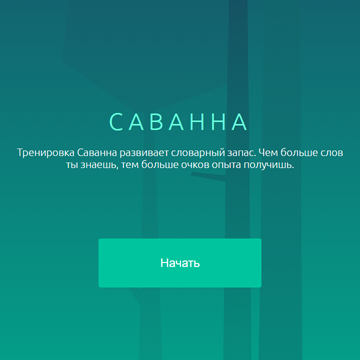 САВАННА
Тренировка Саванна развивает словарный запас. Чем больше слов
ты знаешь, тем больше очков опыта получишь.
Начать